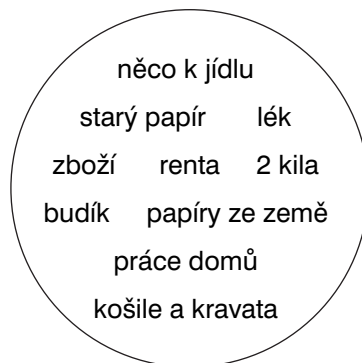 něco k jídlu
starý papír lék
zboží renta 2 kila
budík papíry ze země
práce domů
košile a kravata